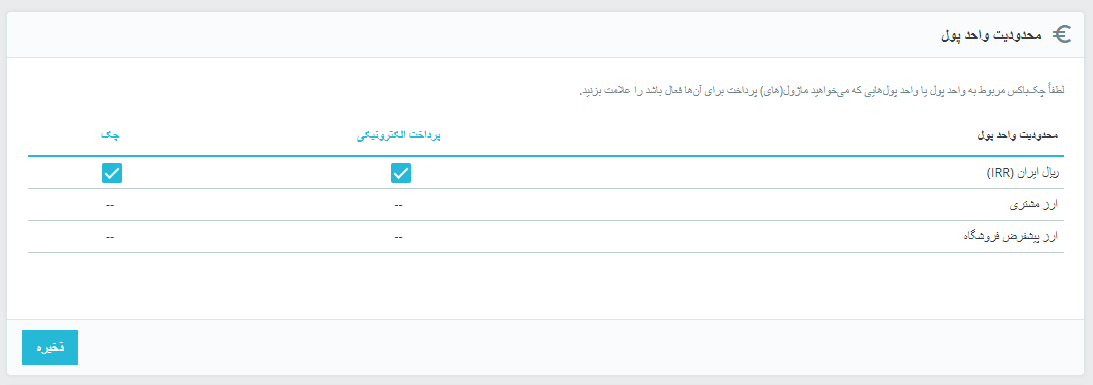 محدودیت واحد پول
لطفاً چک‌باکس مربوط به واحد پول یا واحد پول‌هایی که می‌خواهید ماژول(های) پرداخت برای آن‌ها فعال باشد را علامت بزنید.
محدودیت واحد پول پرداخت الکترونیکی چک
ریال ایران (IRR)
ارز مشتری -- --
ارز پیشفرض فروشگاه -- --
ذخیره